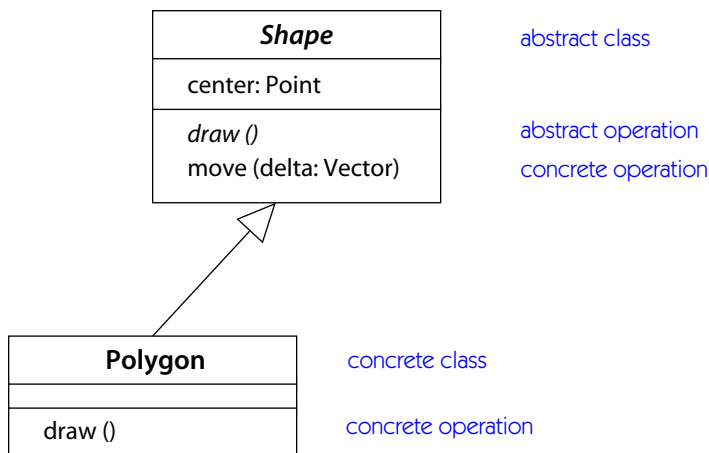 Shape
abstract class
center: Point
draw ()
abstract operation
move (delta: Vector)
concrete operation
Polygon
concrete class
draw ()
concrete operation